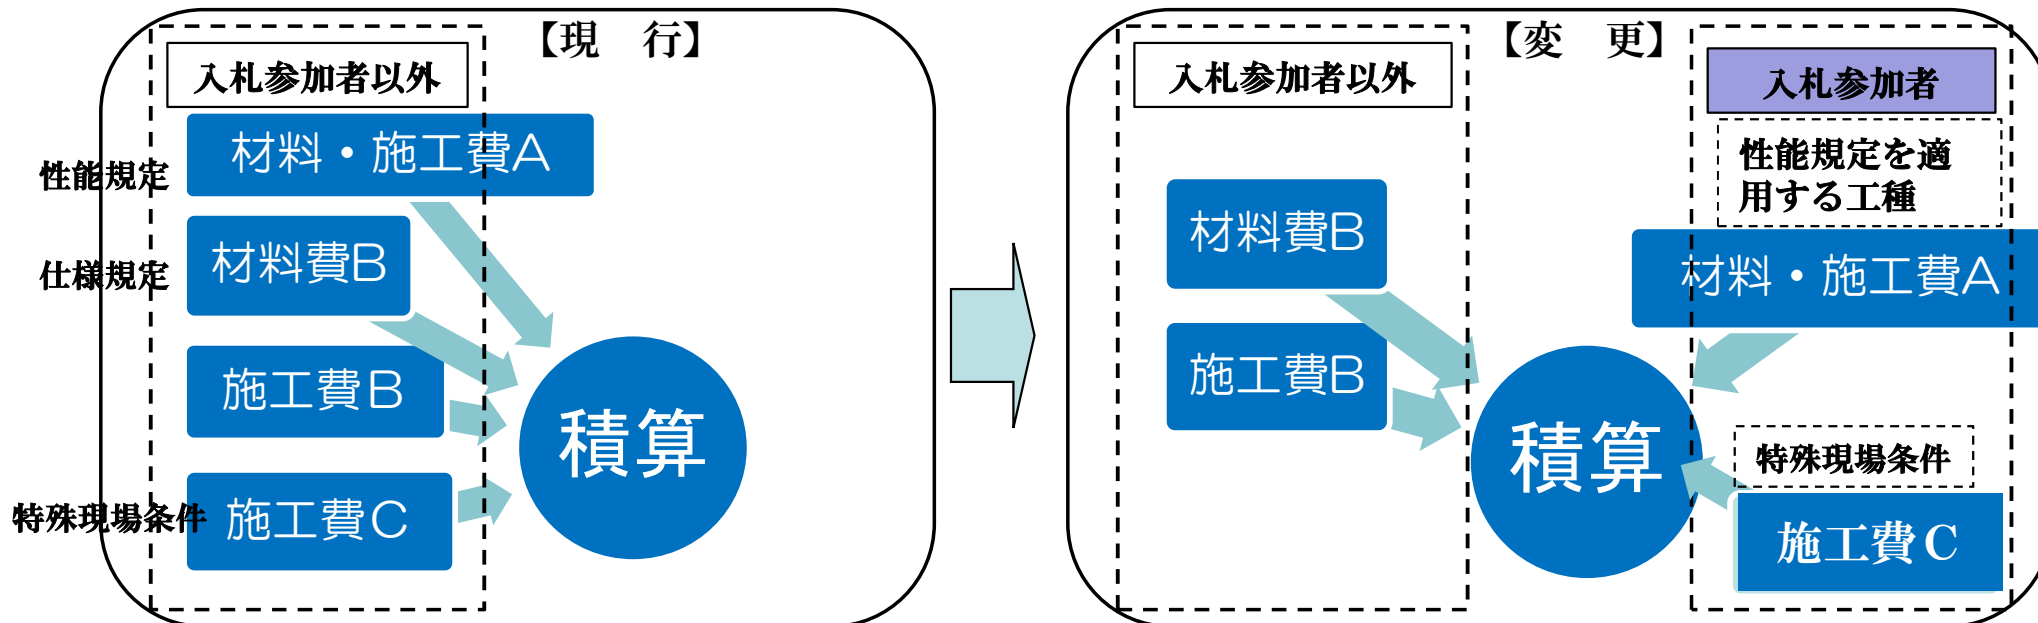 【現　行】
入札参加者以外
材料・施工費A
性能規定
材料費B
仕様規定
施工費B
積算
特殊現場条件
施工費C
【変　更】
入札参加者以外
入札参加者
性能規定を適
用する工種
材料費B
材料・施工費A
施工費B
積算
特殊現場条件
施工費C